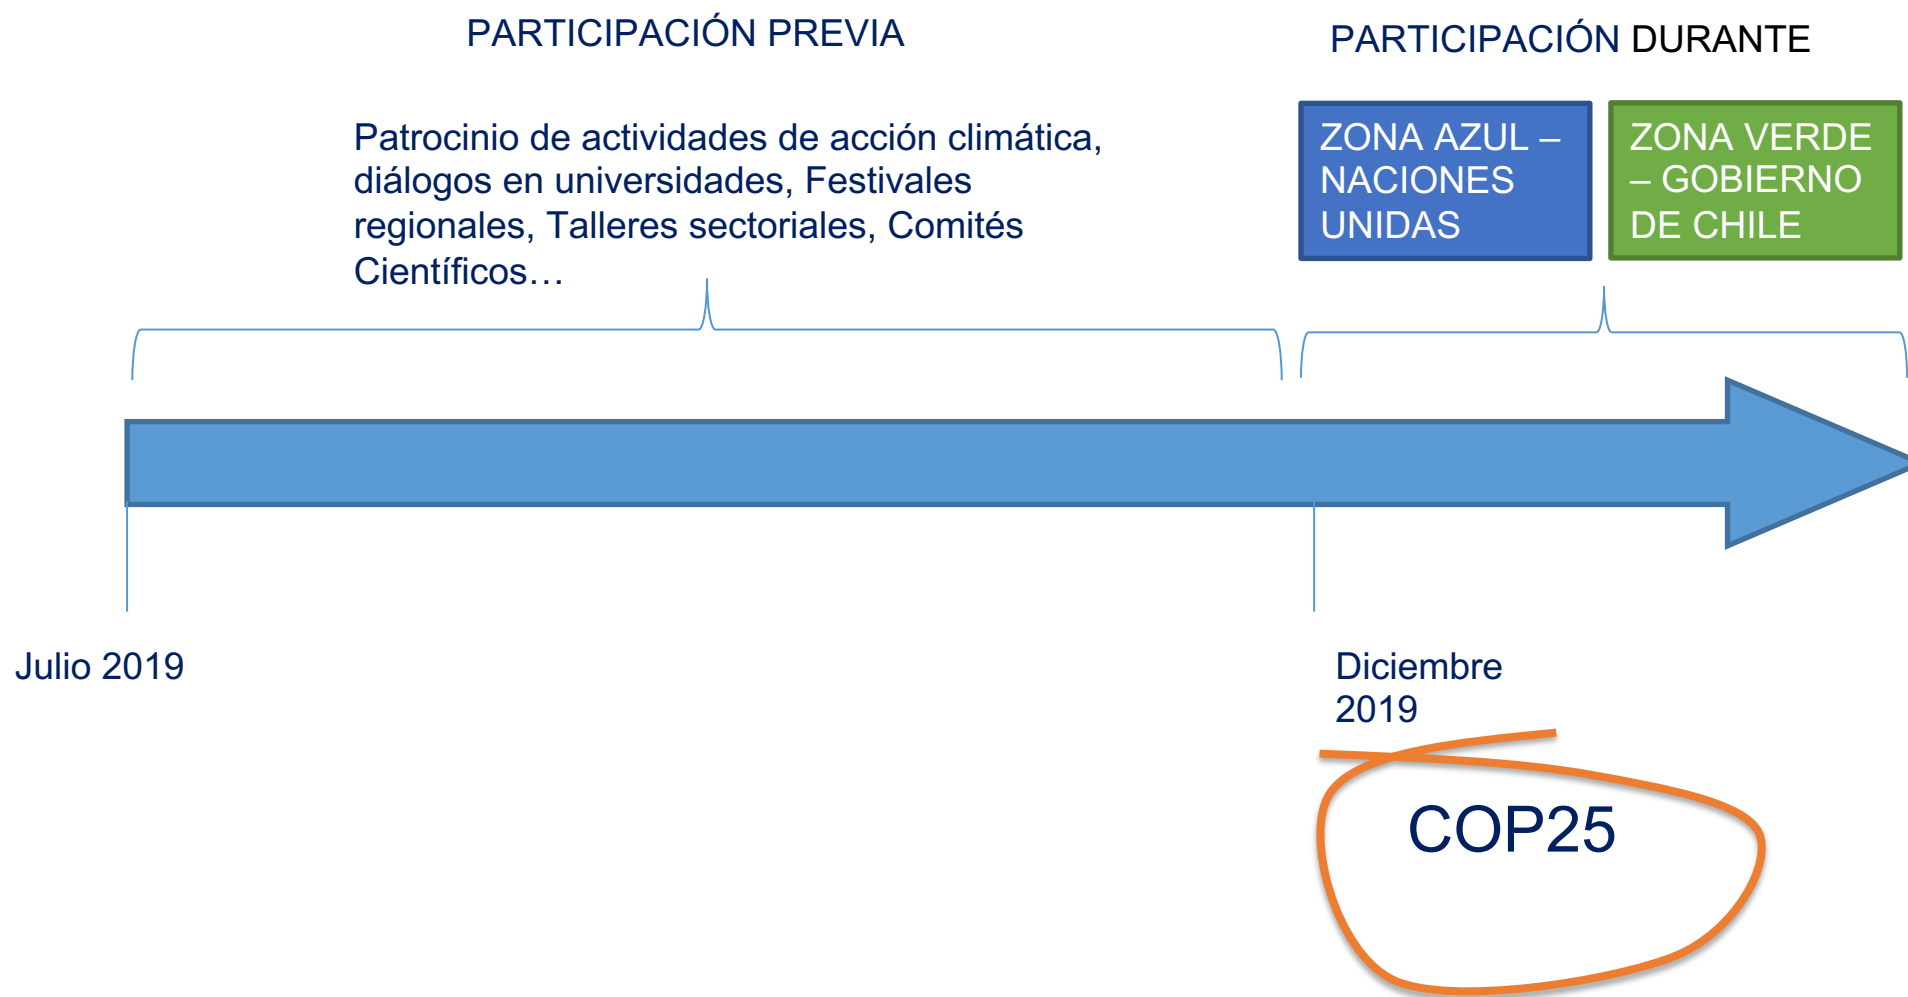 PARTICIPACIÓN PREVIA
Patrocinio de actividades de acción climática,
diálogos en universidades, Festivales
regionales, Talleres sectoriales, Comités
Científicos…
PARTICIPACIÓN DURANTE
ZONA AZUL –
NACIONES
UNIDAS
ZONA VERDE
– GOBIERNO
DE CHILE
Julio 2019
Diciembre
2019
COP25